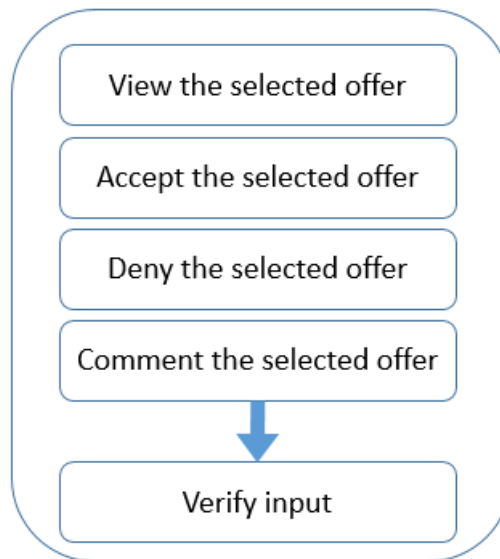 View the selected offer
Accept the selected offer
Deny the selected offer
Comment the selected offer
Verify input